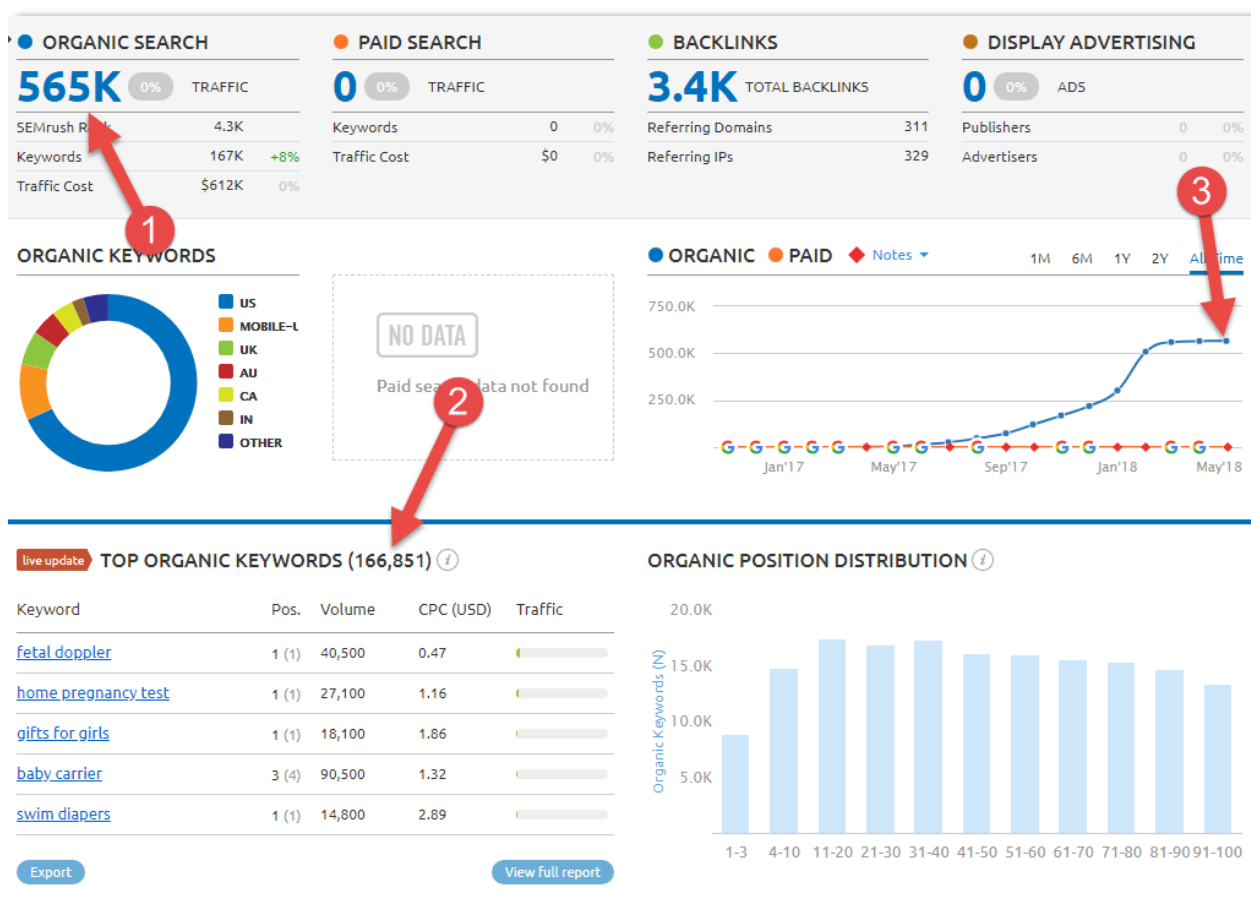 ORGANIC SEARCH
565K 0% TRAFFIC
SEMrush 4.3K
Keywords 167K +8%
Traffic Cost $612K 0%
PAID SEARCH
0 0% TRAFFIC
Keywords 0 0%
Traffic Cost $0 0%
BACKLINKS
3.4K TOTAL BACKLINKS
Referring Domains 311
Referring IPs 329
DISPLAY ADVERTISING
0 0% ADS
Publishers 0 0%
Advertisers 0 0%
1
2
3
ORGANIC KEYWORDS
US
MOBILE-U
UK
AU
CA
IN
OTHER
NO DATA
Paid search data not found
ORGANIC PAID Notes
1M 6M 1Y 2Y All Time
750.0K
500.0K
250.0K
G G G G G G G G G G G G
Jan'17 May'17 Sep'17 Jan'18 May'18
live update TOP ORGANIC KEYWORDS (166,851) i
Keyword Pos. Volume CPC (USD) Traffic
fetal doppler 1 (1) 40,500 0.47
home pregnancy test 1 (1) 27,100 1.16
gifts for girls 1 (1) 18,100 1.86
baby carrier 3 (4) 90,500 1.32
swim diapers 1 (1) 14,800 2.89
Export View full report
ORGANIC POSITION DISTRIBUTION i
Organic Keywords (N)
20.0K
15.0K
10.0K
5.0K
1-3 4-10 11-20 21-30 31-40 41-50 51-60 61-70 71-80 81-90 91-100